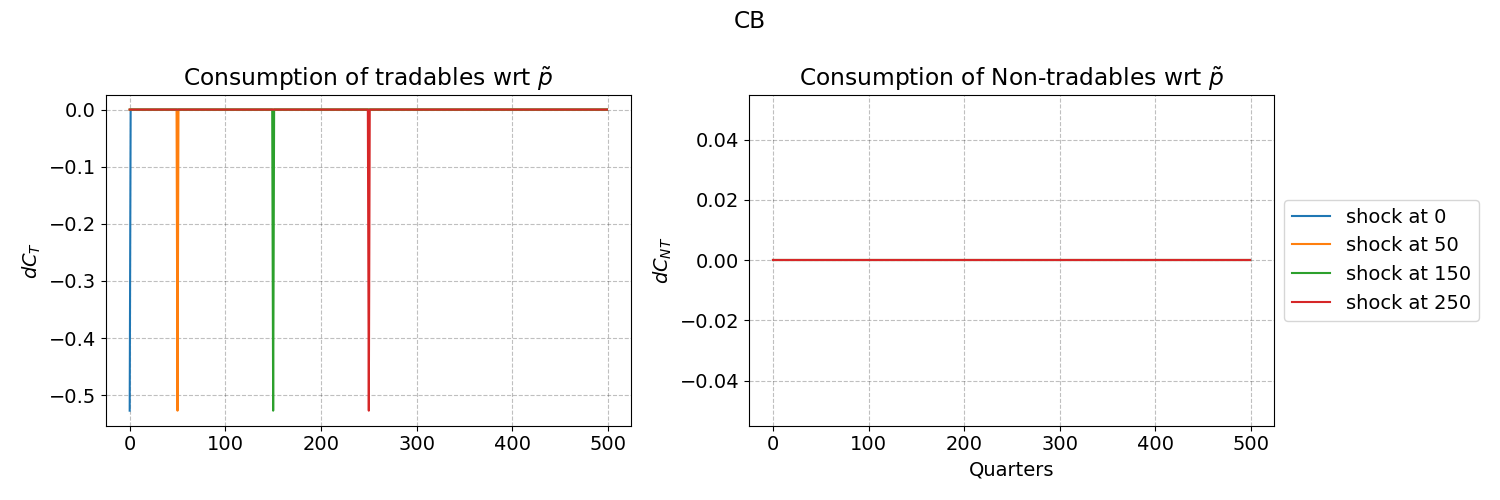 CB
Consumption of tradables wrt p̃
0.0
−0.1
−0.2
−0.3
−0.4
−0.5
dC_T
0 100 200 300 400 500
Consumption of Non-tradables wrt p̃
0.04
0.02
0.00
−0.02
−0.04
dC_{NT}
0 100 200 300 400 500
Quarters
shock at 0
shock at 50
shock at 150
shock at 250